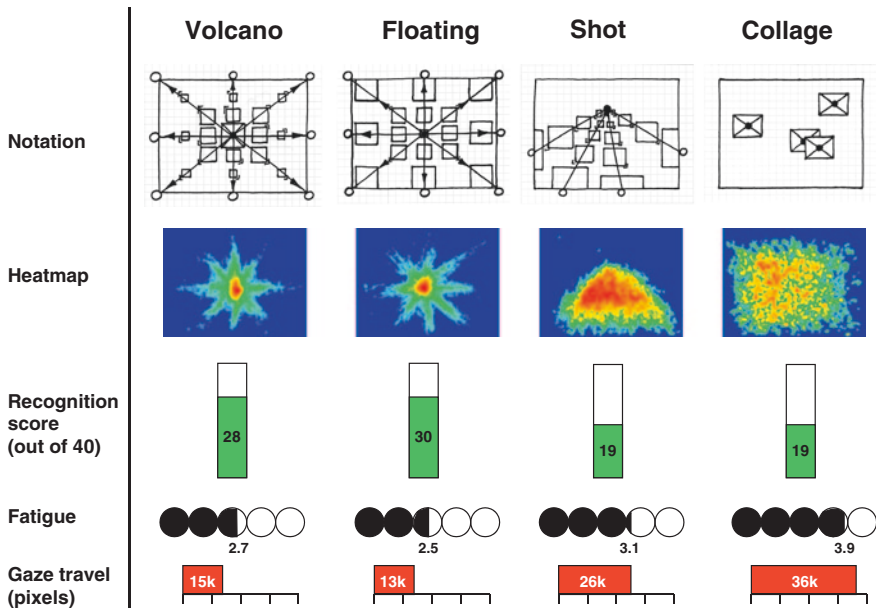 Volcano Floating Shot Collage
Notation
Heatmap
Recognition
score
(out of 40)
28 30 19 19
Fatigue
2.7 2.5 3.1 3.9
Gaze travel
(pixels)
15k 13k 26k 36k